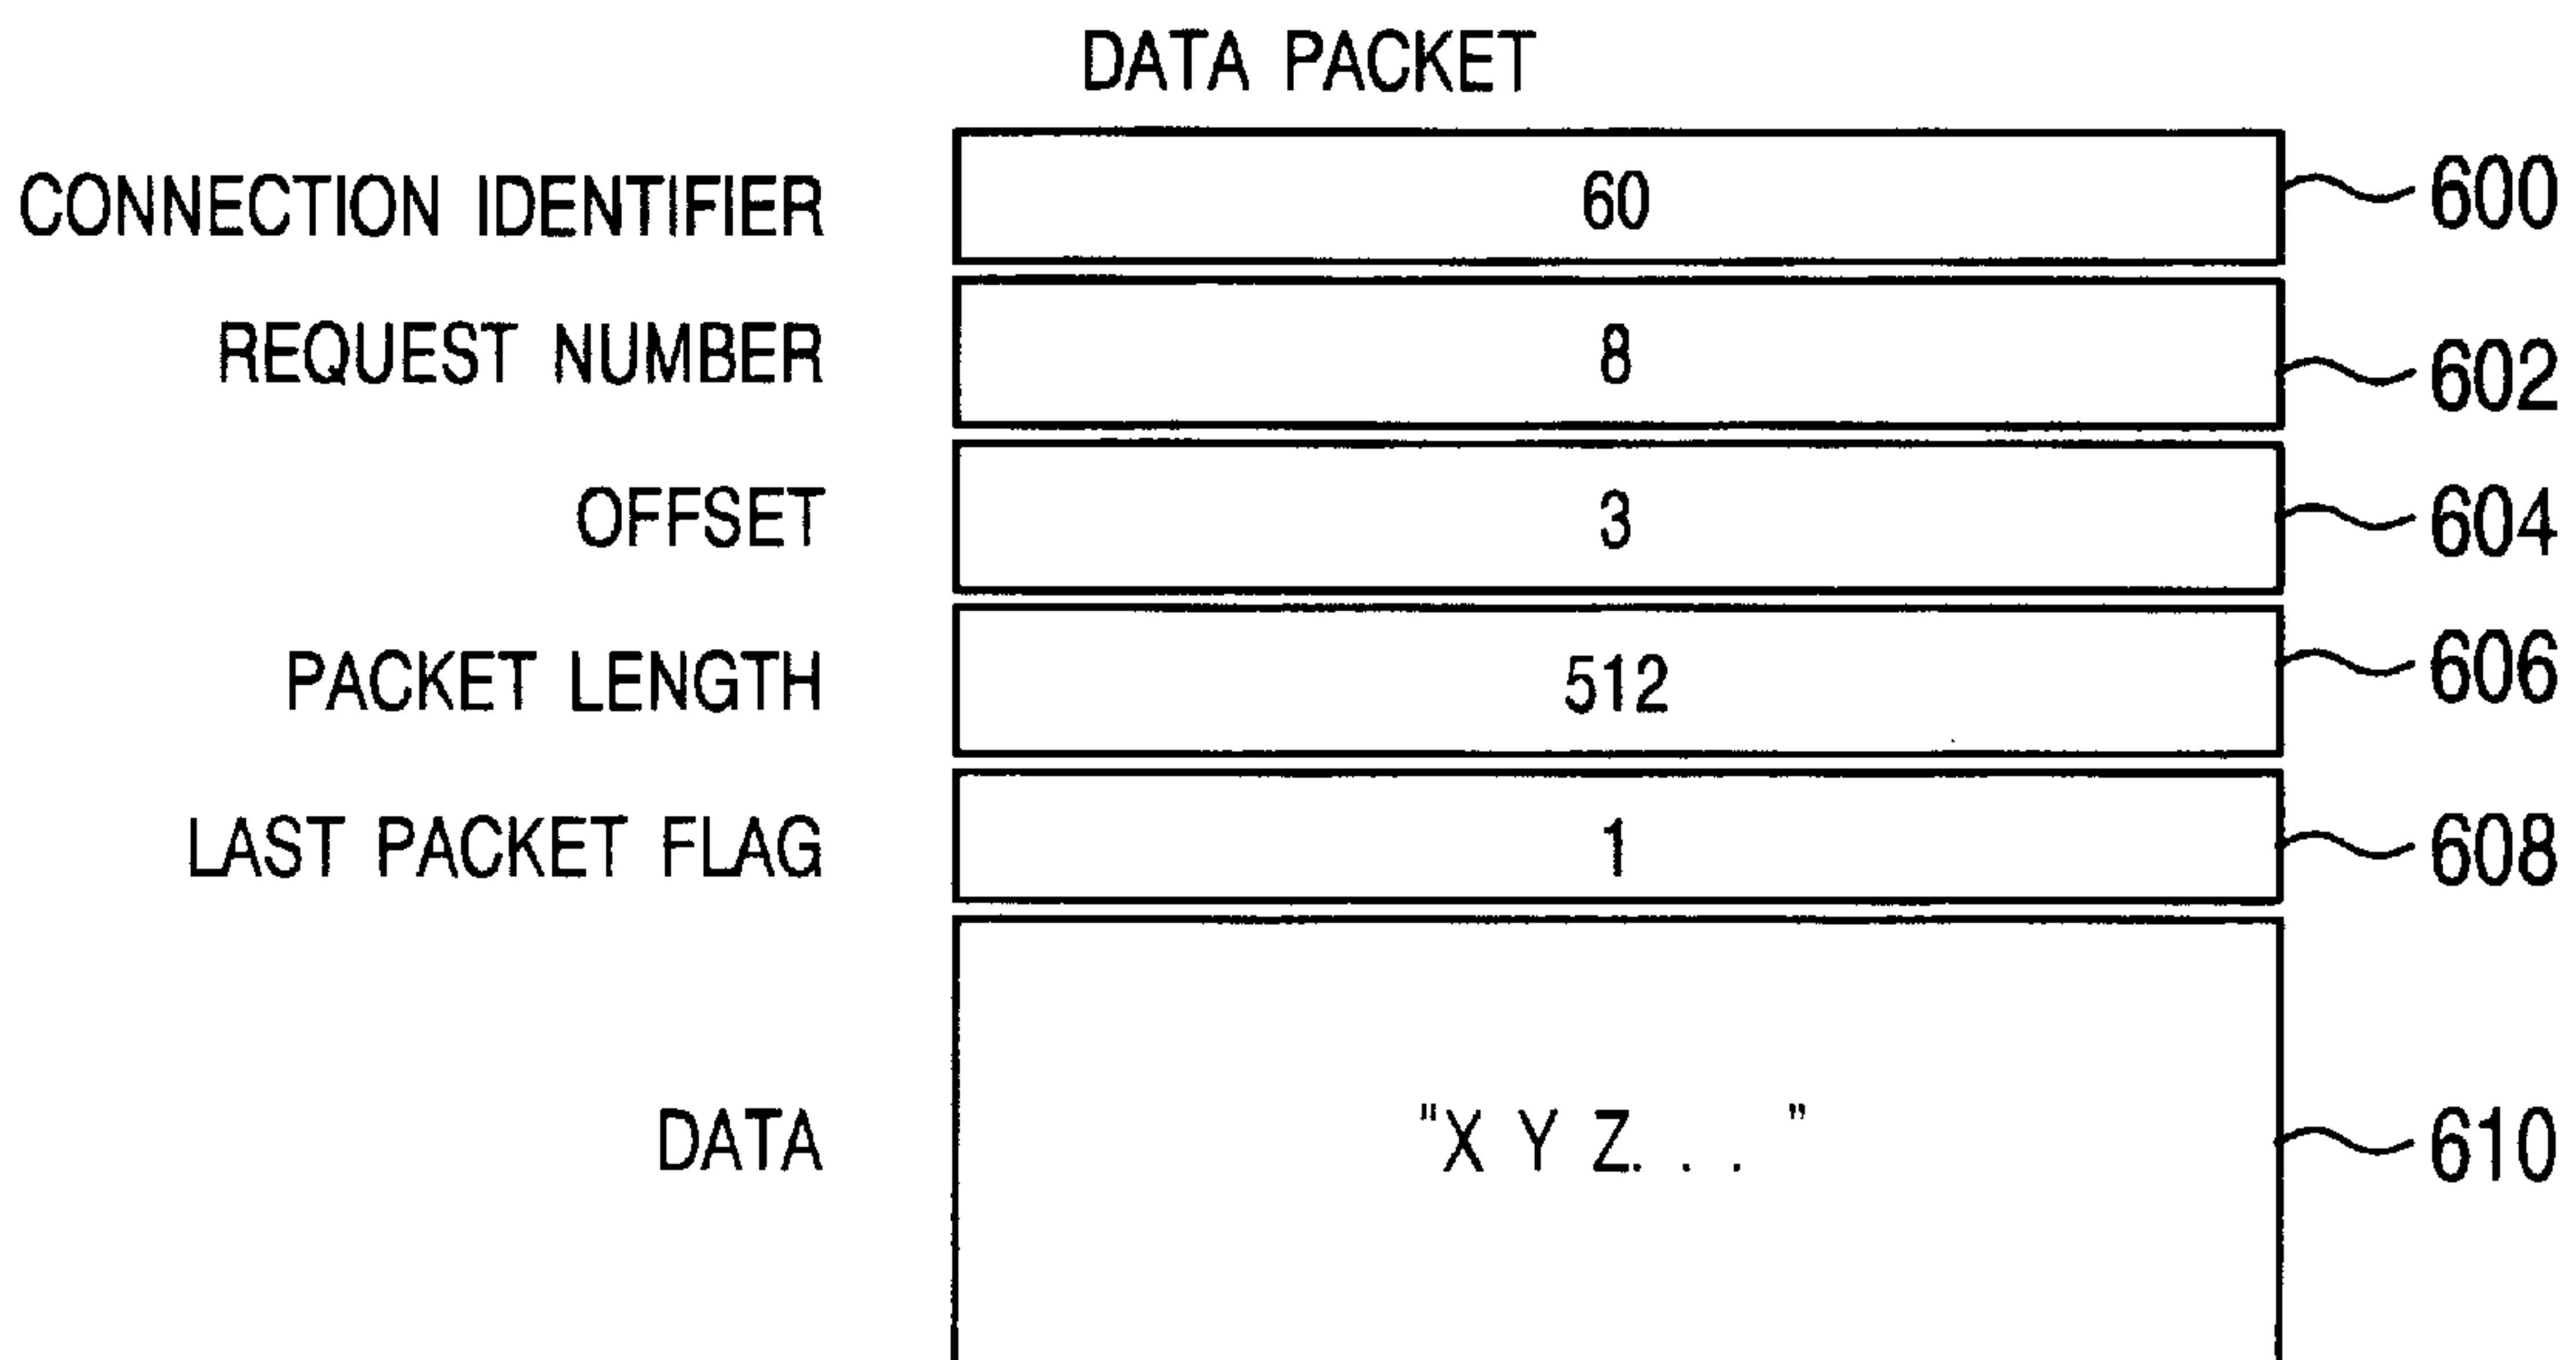 DATA PACKET
CONNECTION IDENTIFIER 60 600
REQUEST NUMBER 8 602
OFFSET 3 604
PACKET LENGTH 512 606
LAST PACKET FLAG 1 608
DATA "X Y Z. . . " 610